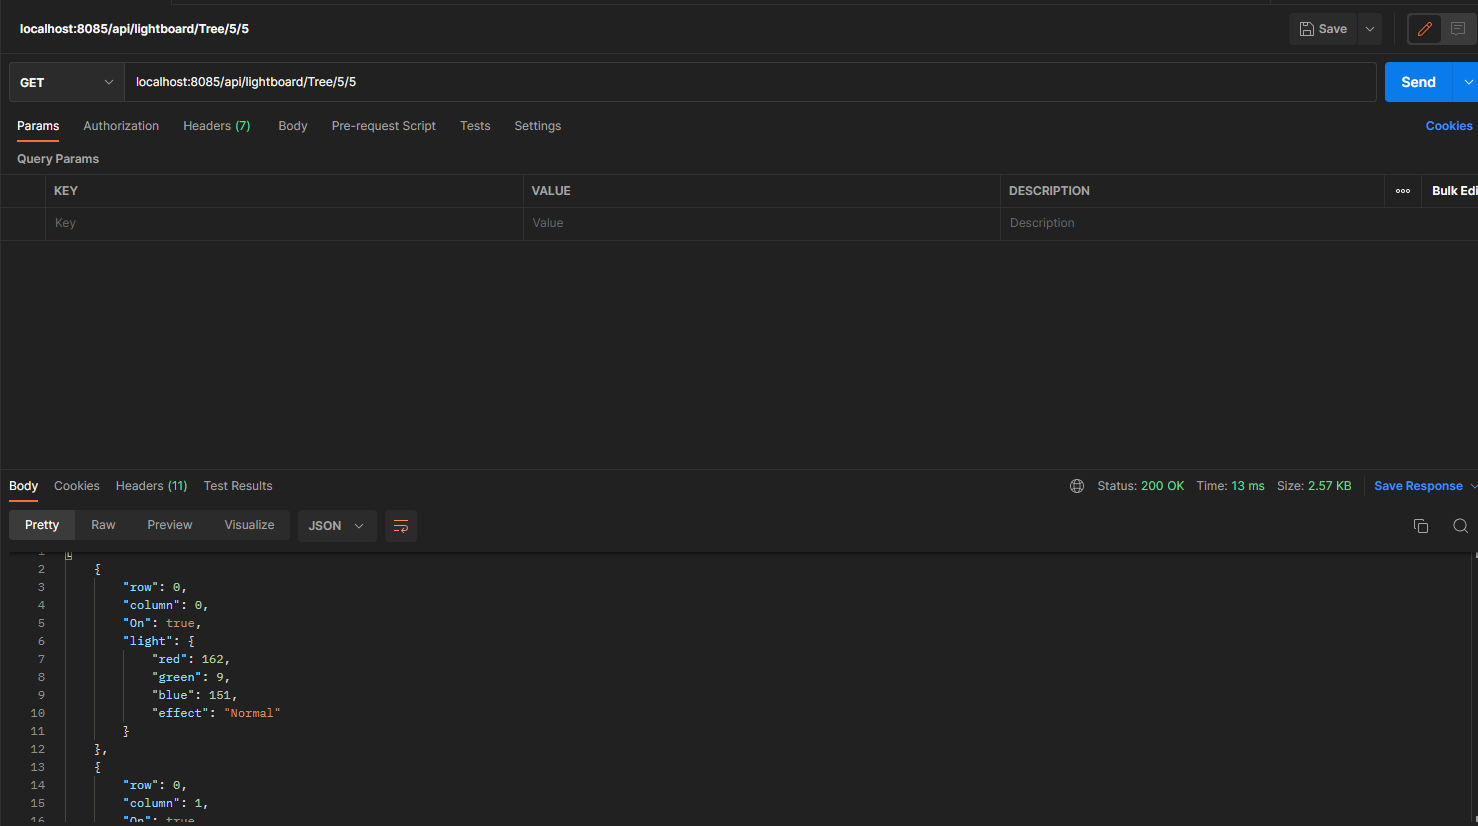 localhost:8085/api/lightboard/Tree/5/5
Save
GET
localhost:8085/api/lightboard/Tree/5/5
Send
Params Authorization Headers (7) Body Pre-request Script Tests Settings Cookies
Query Params
KEY VALUE DESCRIPTION ooo Bulk Edi
Key Value Description
Body Cookies Headers (11) Test Results Status: 200 OK Time: 13 ms Size: 2.57 KB Save Response
Pretty Raw Preview Visualize JSON
1 [
2 {
3 "row": 0,
4 "column": 0,
5 "On": true,
6 "light": {
7 "red": 162,
8 "green": 9,
9 "blue": 151,
10 "effect": "Normal"
11 }
12 },
13 {
14 "row": 0,
15 "column": 1,
16 "On": true